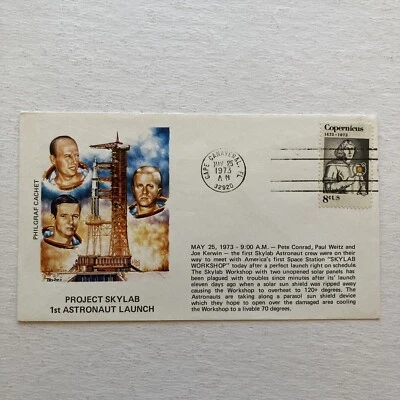 PHILGRAF CACHET
PROJECT SKYLAB
1st ASTRONAUT LAUNCH
CAPE CANAVERAL, FL.
MAY 25
1973
A M
32920
Copernicus
1473-1973
8c US
MAY 25, 1973 - 9:00 A.M. — Pete Conrad, Paul Weitz and
Joe Kerwin — the first Skylab Astronaut crew were on their
way to meet with America's first Space Station "SKYLAB
WORKSHOP" today after a perfect launch right on schedule.
The Skylab Workshop with two unopened solar panels has
been plagued with troubles since minutes after its' launch
eleven days ago when a solar sun shield was ripped away
causing the Workshop to overheat to 120+ degrees. The
Astronauts are taking along a parasol sun shield device
which they hope to open over the damaged area cooling
the Workshop to a livable 70 degrees.